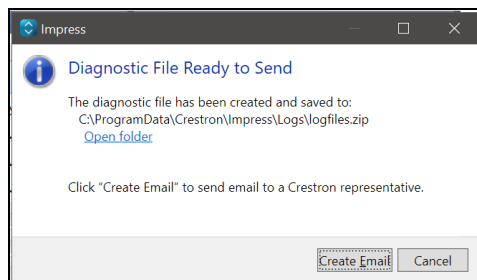 Impress
Diagnostic File Ready to Send
The diagnostic file has been created and saved to:
C:\ProgramData\Crestron\Impress\Logs\logfiles.zip
Open folder
Click “Create Email” to send email to a Crestron representative.
Create Email Cancel